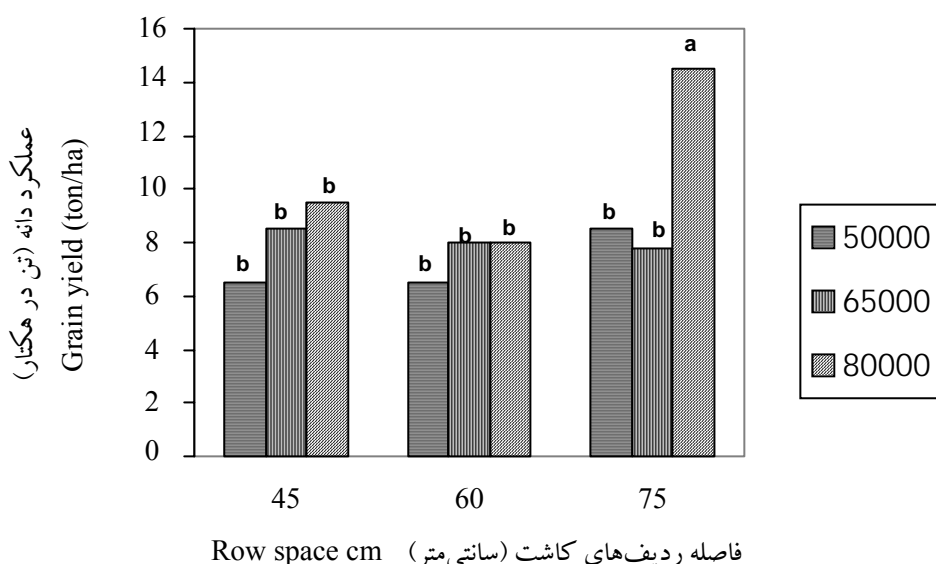 عملکرد دانه (تن در هکتار)
Grain yield (ton/ha)
16
14
12
10
8
6
4
2
0
b
b
b
b
b
b
b
b
a
45
60
75
فاصله ردیف‌های کاشت (سانتی‌متر) Row space cm
50000
65000
80000